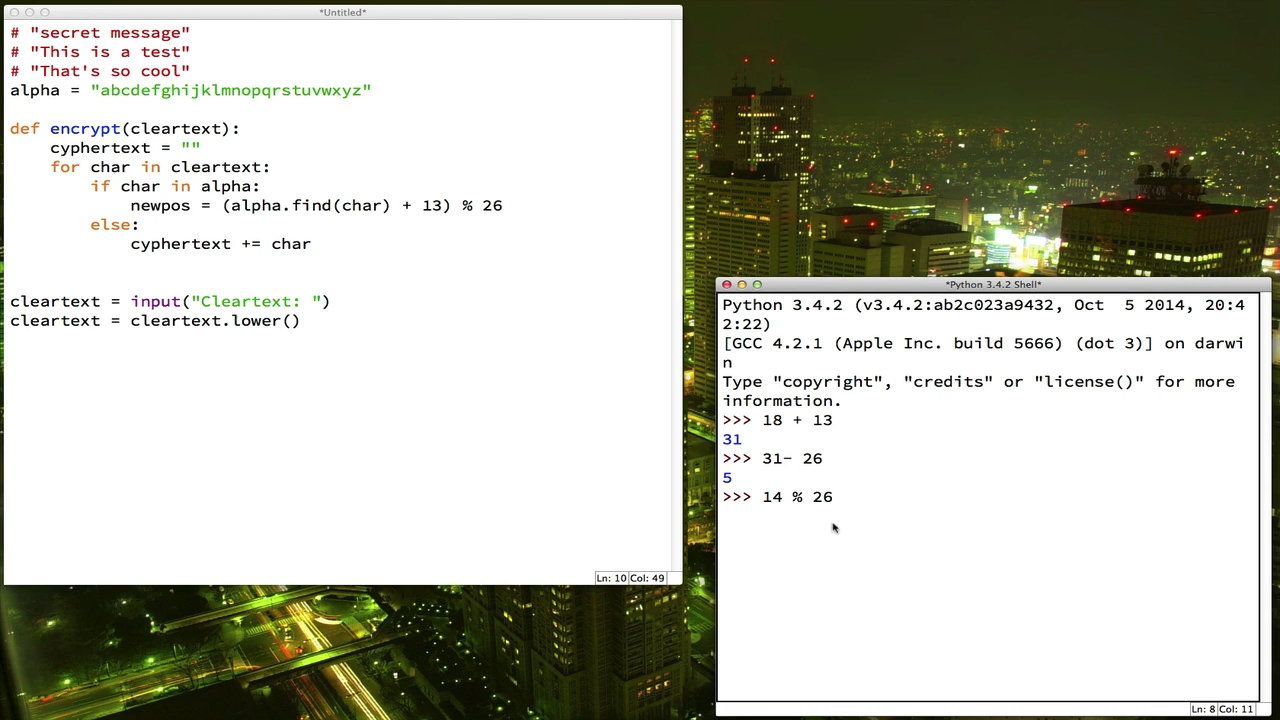 *Untitled*
# "secret message"
# "This is a test"
# "That's so cool"
alpha = "abcdefghijklmnopqrstuvwxyz"
def encrypt(cleartext):
    cyphertext = ""
    for char in cleartext:
        if char in alpha:
            newpos = (alpha.find(char) + 13) % 26
        else:
            cyphertext += char
cleartext = input("Cleartext: ")
cleartext = cleartext.lower()
Ln: 10 Col: 49
*Python 3.4.2 Shell*
Python 3.4.2 (v3.4.2:ab2c023a9432, Oct  5 2014, 20:4
2:22)
[GCC 4.2.1 (Apple Inc. build 5666) (dot 3)] on darwi
n
Type "copyright", "credits" or "license()" for more
information.
>>> 18 + 13
31
>>> 31- 26
5
>>> 14 % 26
Ln: 8 Col: 11